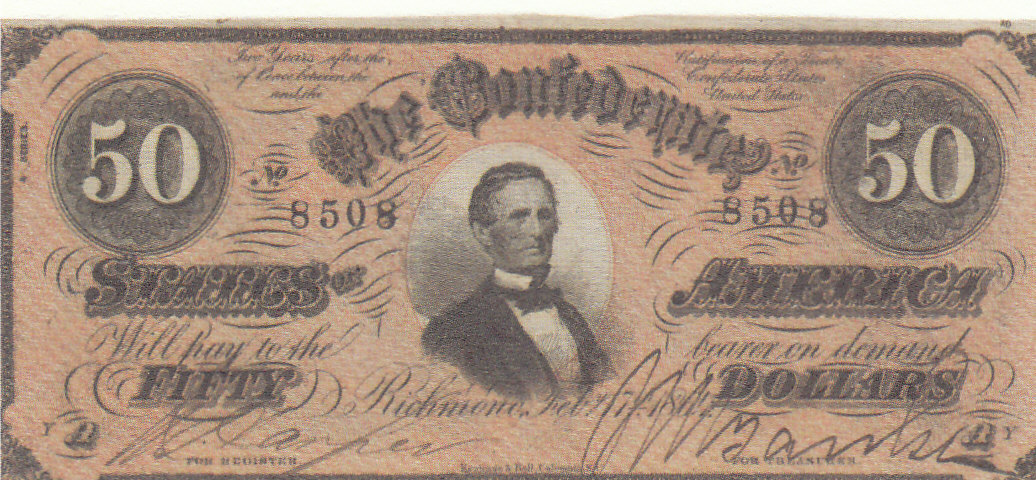 Two Years after the
of Peace between the
and the
Ratification of a Treaty
Confederate States
United States
50
The Confederate
50
No
No
8508
8508
STATES OF
AMERICA
Will pay to the
bearer on demand
FIFTY
DOLLARS
Richmond, Feb. 17th 1864
Y D
D Y
FOR REGISTER
FOR TREASURER